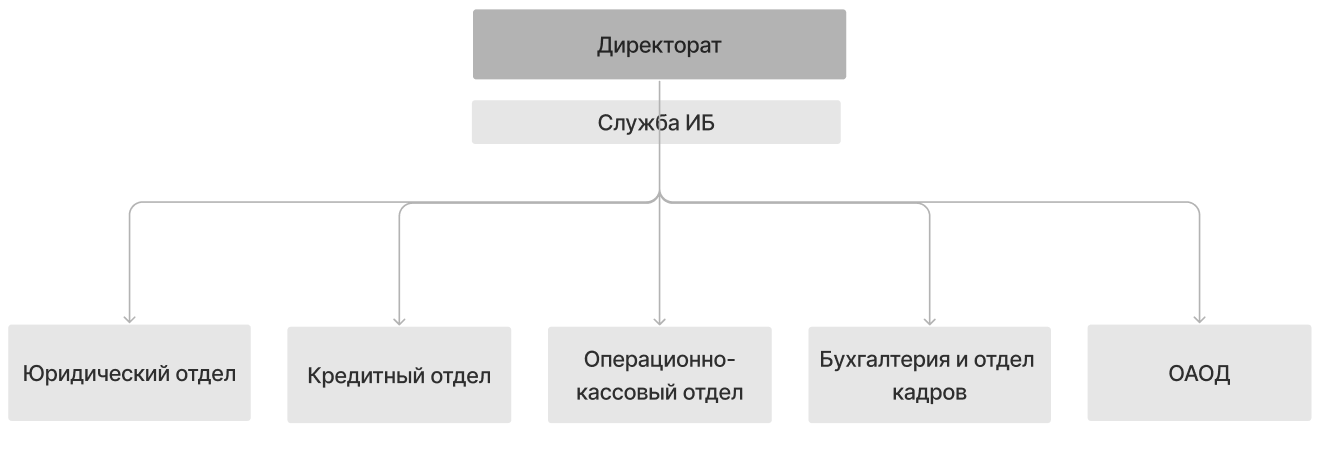 Директорат
Служба ИБ
Юридический отдел
Кредитный отдел
Операционно-
кассовый отдел
Бухгалтерия и отдел
кадров
ОАОД